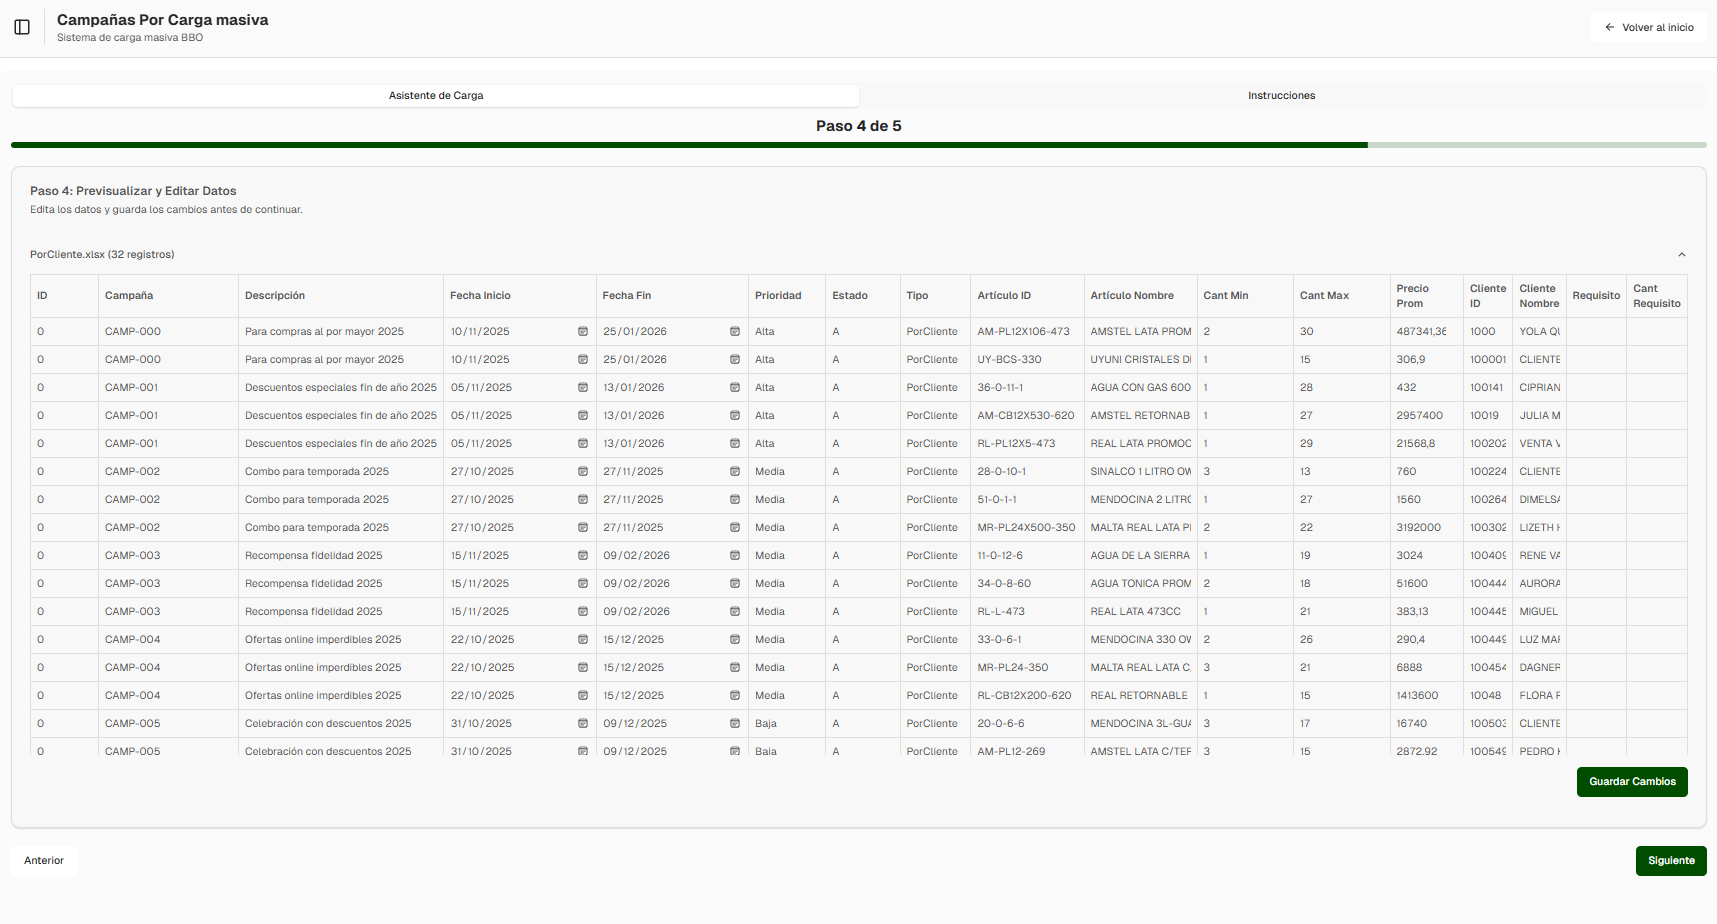 Campañas Por Carga masiva
Sistema de carga masiva BBO
Volver al inicio
Asistente de Carga
Instrucciones
Paso 4 de 5
Paso 4: Previsualizar y Editar Datos
Edita los datos y guarda los cambios antes de continuar.
PorCliente.xlsx (32 registros)
ID Campaña Descripción Fecha Inicio Fecha Fin Prioridad Estado Tipo Artículo ID Artículo Nombre Cant Min Cant Max Precio Prom Cliente ID Cliente Nombre Requisito Cant Requisito
0 CAMP-000 Para compras al por mayor 2025 10/11/2025 25/01/2026 Alta A PorCliente AM-PL12X106-473 AMSTEL LATA PROM 2 30 487341,36 1000 YOLA QU
0 CAMP-000 Para compras al por mayor 2025 10/11/2025 25/01/2026 Alta A PorCliente UY-BCS-330 UYUNI CRISTALES DI 1 15 306,9 100001 CLIENTE
0 CAMP-001 Descuentos especiales fin de año 2025 05/11/2025 13/01/2026 Alta A PorCliente 36-0-11-1 AGUA CON GAS 600 1 28 432 100141 CIPRIAN
0 CAMP-001 Descuentos especiales fin de año 2025 05/11/2025 13/01/2026 Alta A PorCliente AM-CB12X530-620 AMSTEL RETORNAB 1 27 2957400 10019 JULIA M
0 CAMP-001 Descuentos especiales fin de año 2025 05/11/2025 13/01/2026 Alta A PorCliente RL-PL12X5-473 REAL LATA PROMOC 1 29 21568,8 100202 VENTA V
0 CAMP-002 Combo para temporada 2025 27/10/2025 27/11/2025 Media A PorCliente 28-0-10-1 SINALCO 1 LITRO OW 3 13 760 100224 CLIENTE
0 CAMP-002 Combo para temporada 2025 27/10/2025 27/11/2025 Media A PorCliente 51-0-1-1 MENDOCINA 2 LITRO 1 27 1560 100264 DIMELSA
0 CAMP-002 Combo para temporada 2025 27/10/2025 27/11/2025 Media A PorCliente MR-PL24X500-350 MALTA REAL LATA PI 2 22 3192000 100302 LIZETH H
0 CAMP-003 Recompensa fidelidad 2025 15/11/2025 09/02/2026 Media A PorCliente 11-0-12-6 AGUA DE LA SIERRA 1 19 3024 100409 RENE VA
0 CAMP-003 Recompensa fidelidad 2025 15/11/2025 09/02/2026 Media A PorCliente 34-0-8-60 AGUA TONICA PROM 2 18 51600 100444 AURORA
0 CAMP-003 Recompensa fidelidad 2025 15/11/2025 09/02/2026 Media A PorCliente RL-L-473 REAL LATA 473CC 1 21 383,13 100445 MIGUEL
0 CAMP-004 Ofertas online imperdibles 2025 22/10/2025 15/12/2025 Media A PorCliente 33-0-6-1 MENDOCINA 330 OW 2 26 290,4 100449 LUZ MAR
0 CAMP-004 Ofertas online imperdibles 2025 22/10/2025 15/12/2025 Media A PorCliente MR-PL24-350 MALTA REAL LATA C 3 21 6888 100454 DAGNER
0 CAMP-004 Ofertas online imperdibles 2025 22/10/2025 15/12/2025 Media A PorCliente RL-CB12X200-620 REAL RETORNABLE 1 15 1413600 10048 FLORA F
0 CAMP-005 Celebración con descuentos 2025 31/10/2025 09/12/2025 Baja A PorCliente 20-0-6-6 MENDOCINA 3L-GUA 3 17 16740 100503 CLIENTE
0 CAMP-005 Celebración con descuentos 2025 31/10/2025 09/12/2025 Baja A PorCliente AM-PL12-269 AMSTEL LATA C/TER 3 15 2872,92 100549 PEDRO
Guardar Cambios
Anterior
Siguiente